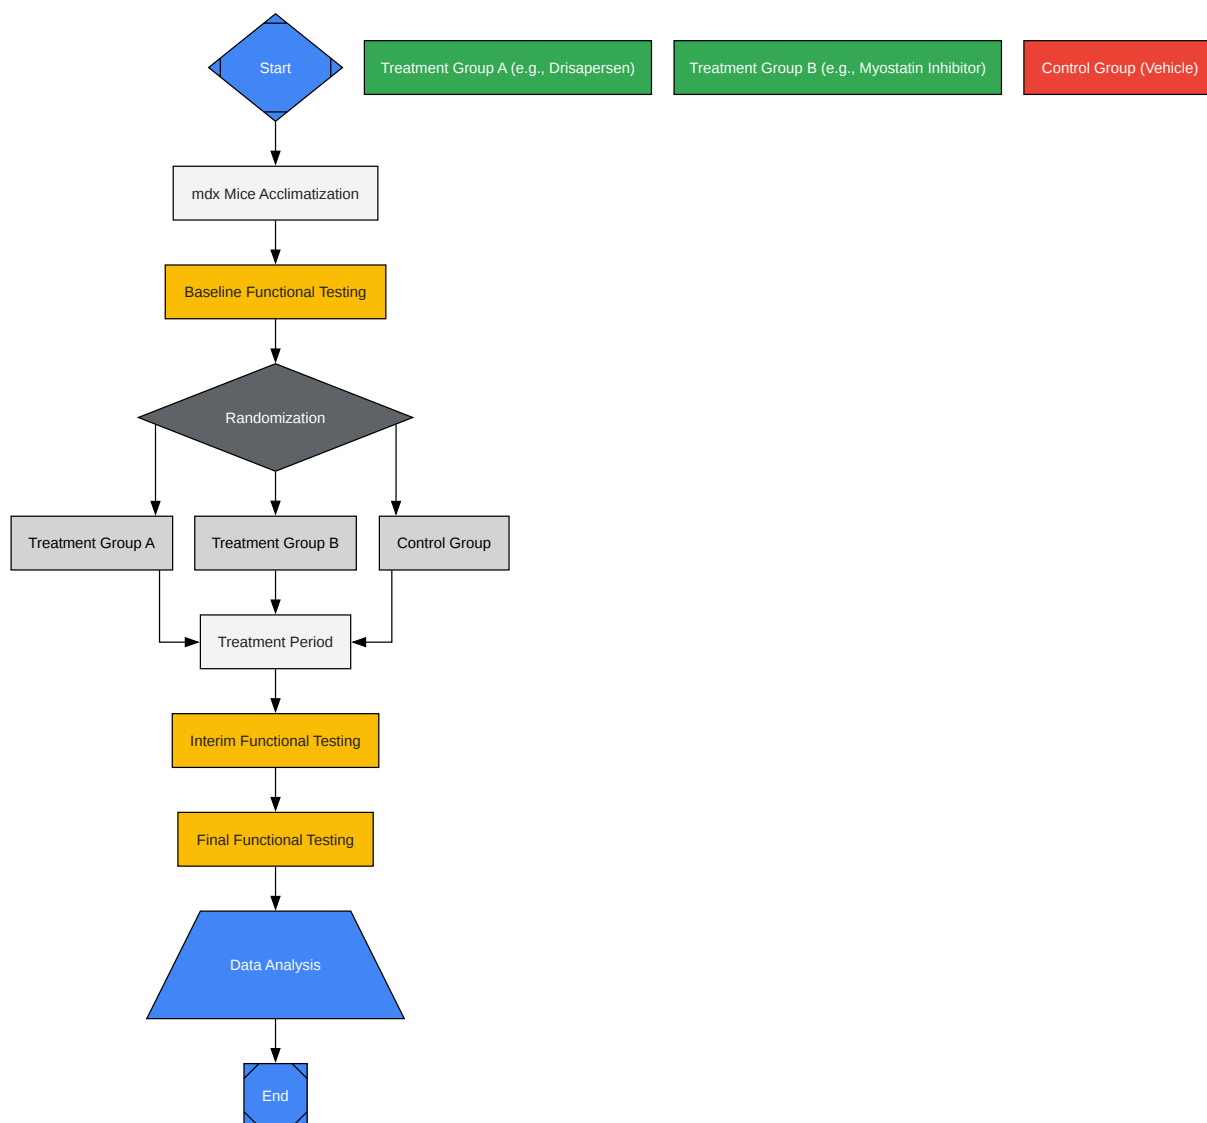 Start
Treatment Group A (e.g., Drisapersen)
Treatment Group B (e.g., Myostatin Inhibitor)
Control Group (Vehicle)
mdx Mice Acclimatization
Baseline Functional Testing
Randomization
Treatment Group A
Treatment Group B
Control Group
Treatment Period
Interim Functional Testing
Final Functional Testing
Data Analysis
End